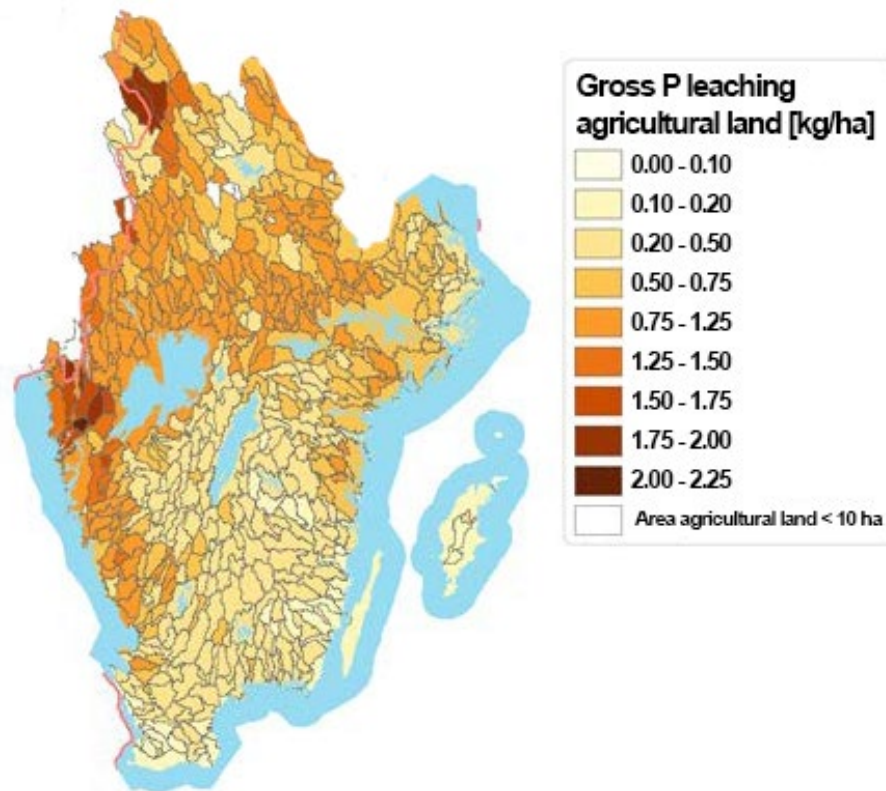 Gross P leaching
agricultural land [kg/ha]
0.00 - 0.10
0.10 - 0.20
0.20 - 0.50
0.50 - 0.75
0.75 - 1.25
1.25 - 1.50
1.50 - 1.75
1.75 - 2.00
2.00 - 2.25
Area agricultural land < 10 ha